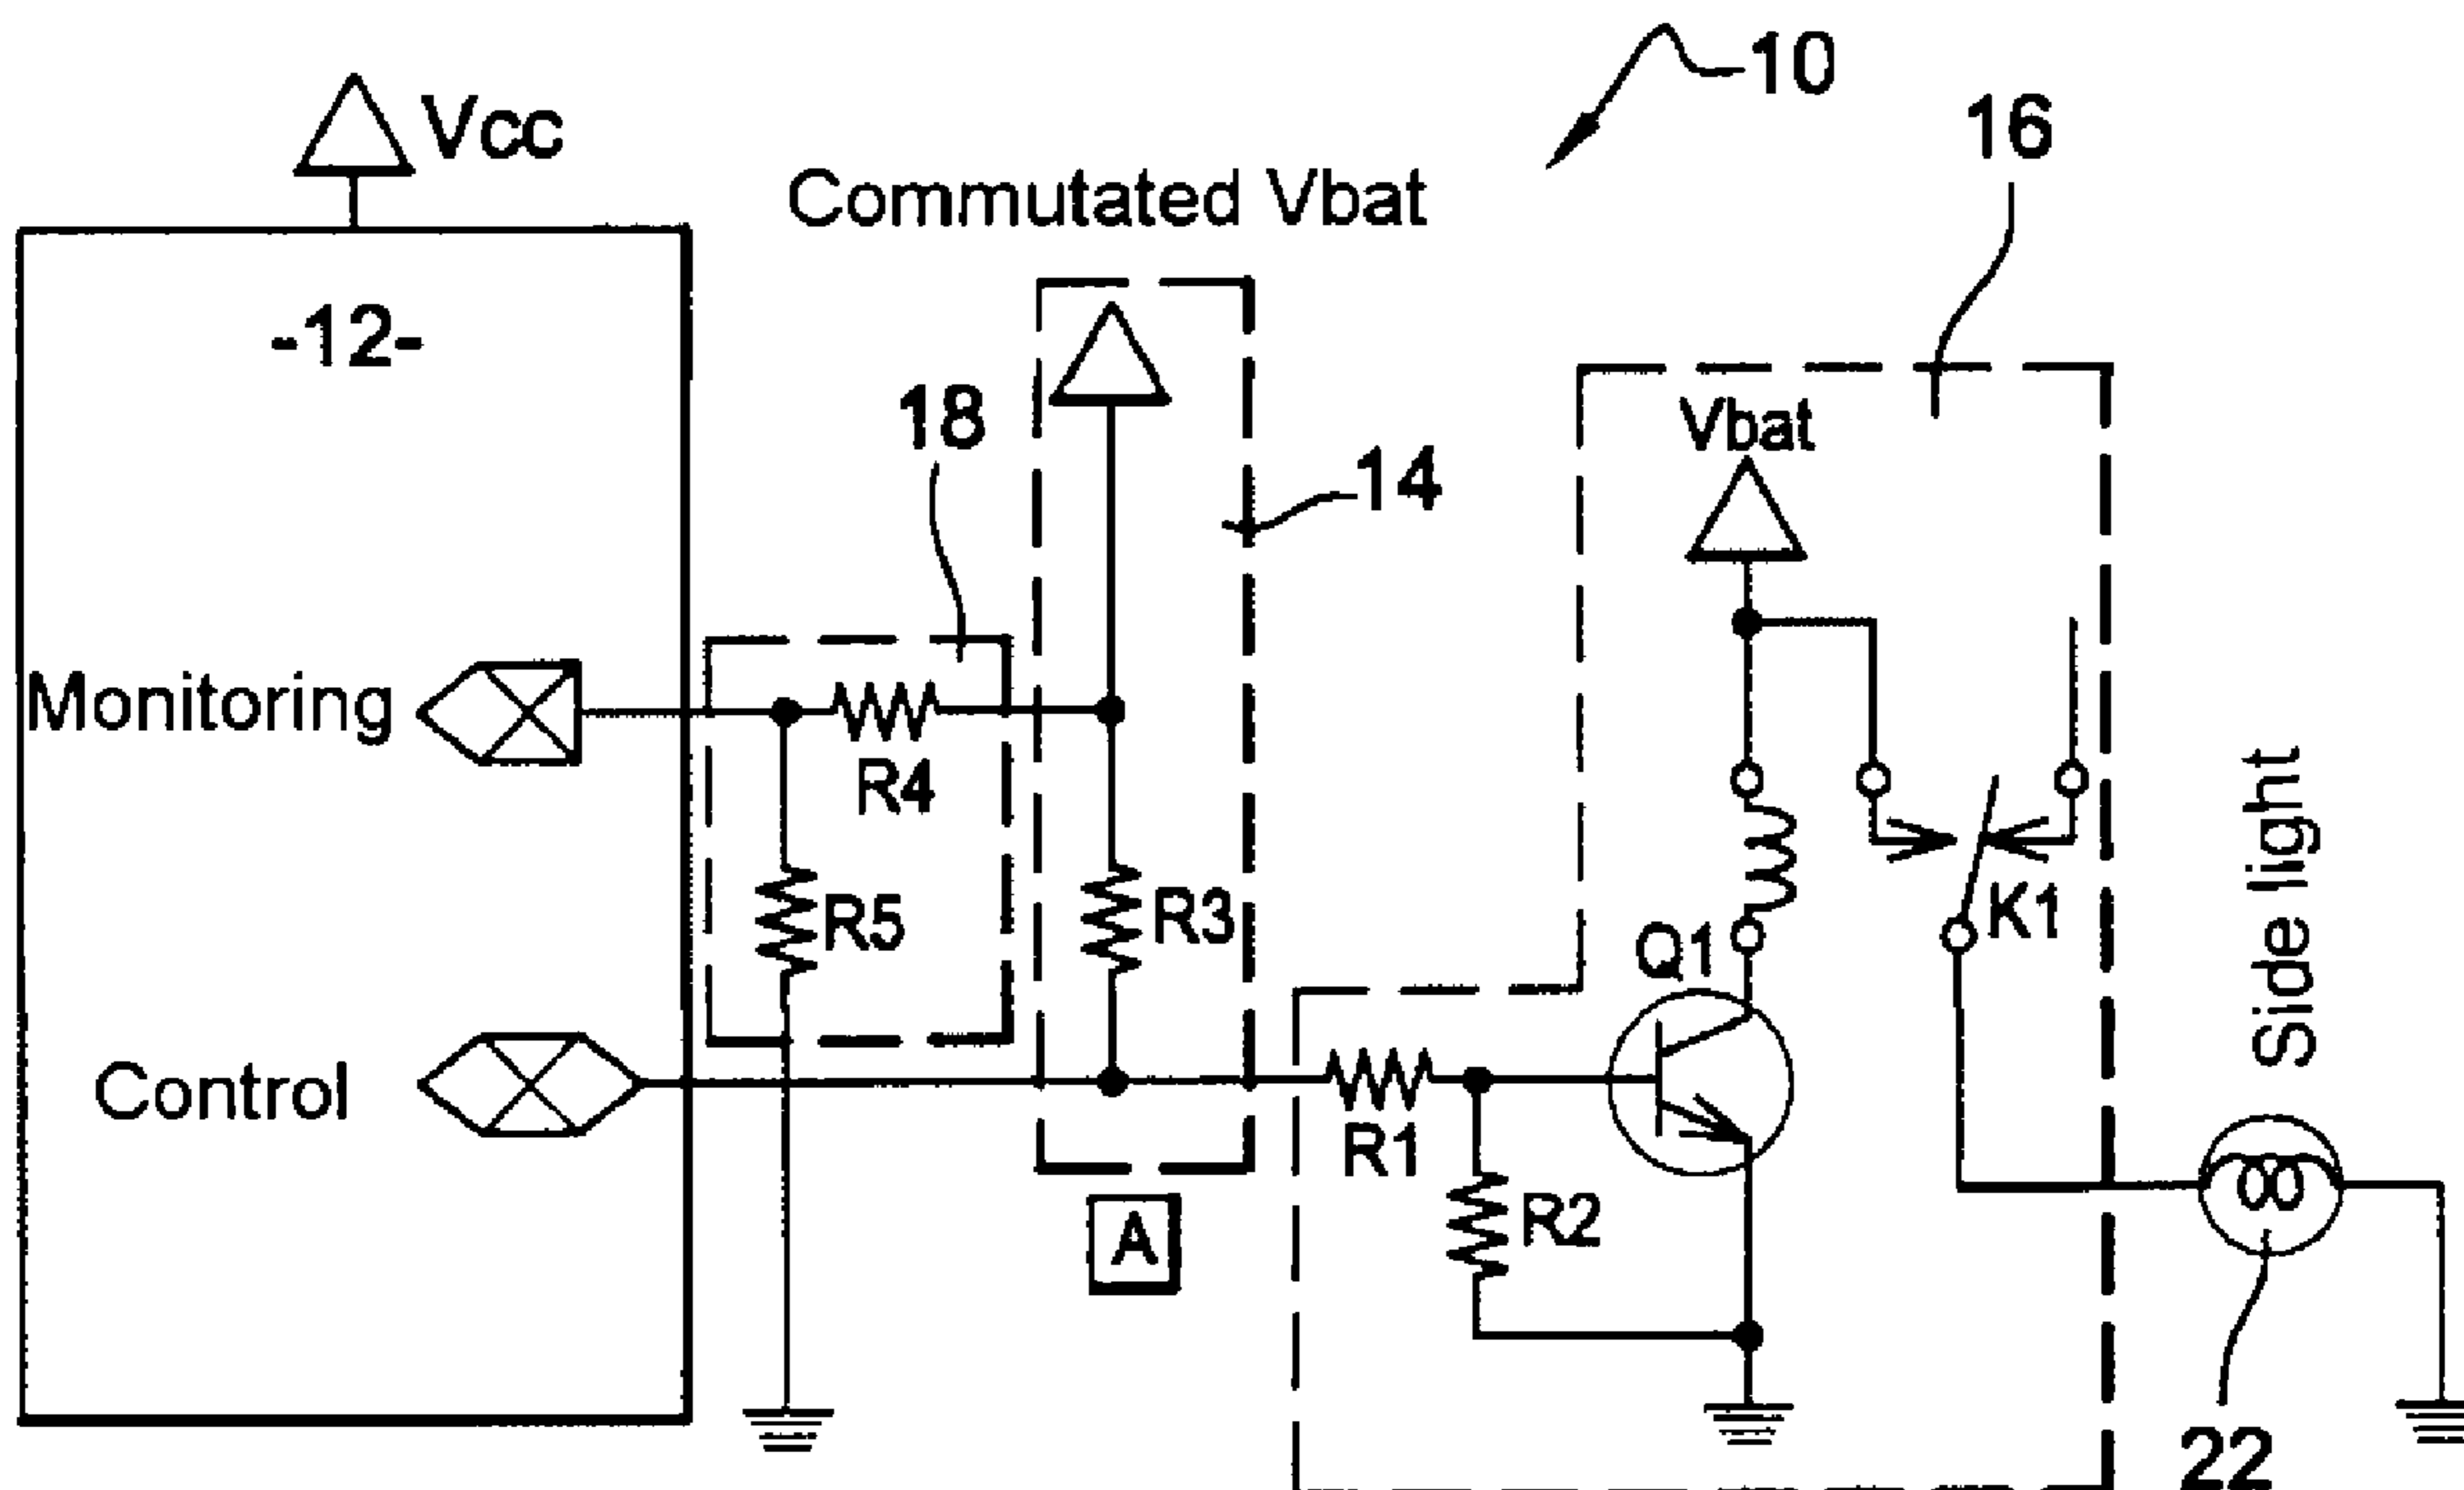 10
Vcc
16
Commutated Vbat
-12-
18
Vbat
14
Monitoring
R4
Side light
R5
R3
K1
Q1
Control
R1
R2
A
22